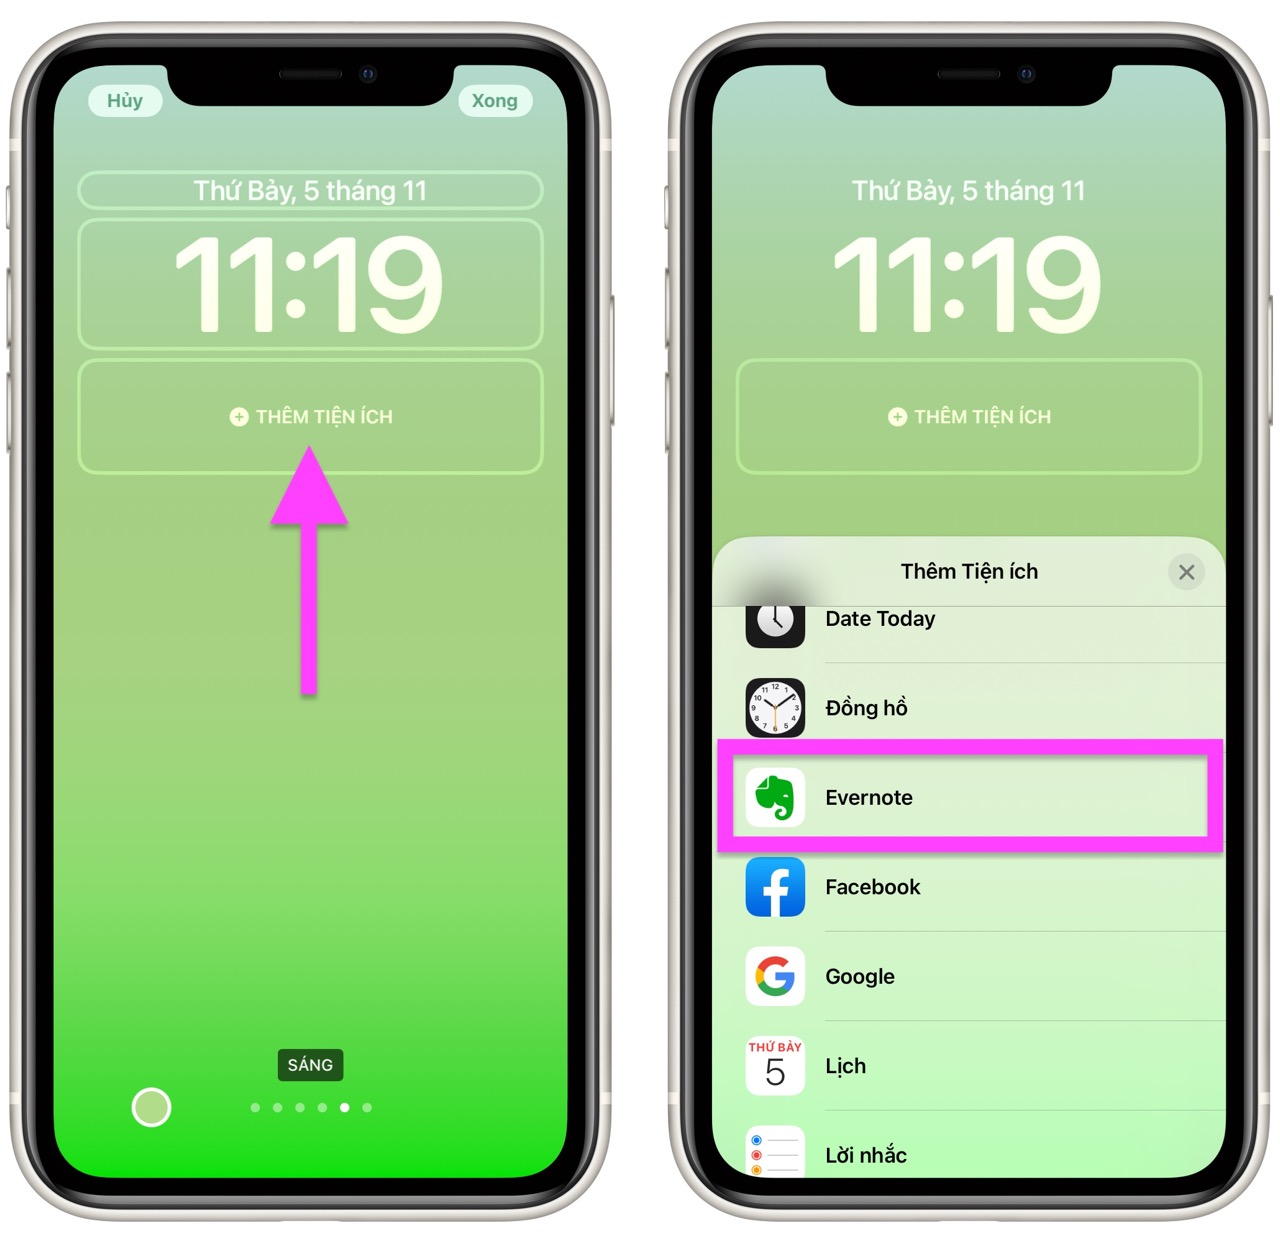 Hủy
Xong
Thứ Bảy, 5 tháng 11
11:19
THÊM TIỆN ÍCH
SÁNG
Thứ Bảy, 5 tháng 11
11:19
THÊM TIỆN ÍCH
Thêm Tiện ích
Date Today
Đồng hồ
Evernote
Facebook
Google
THỨ BẢY
5
Lịch
Lời nhắc